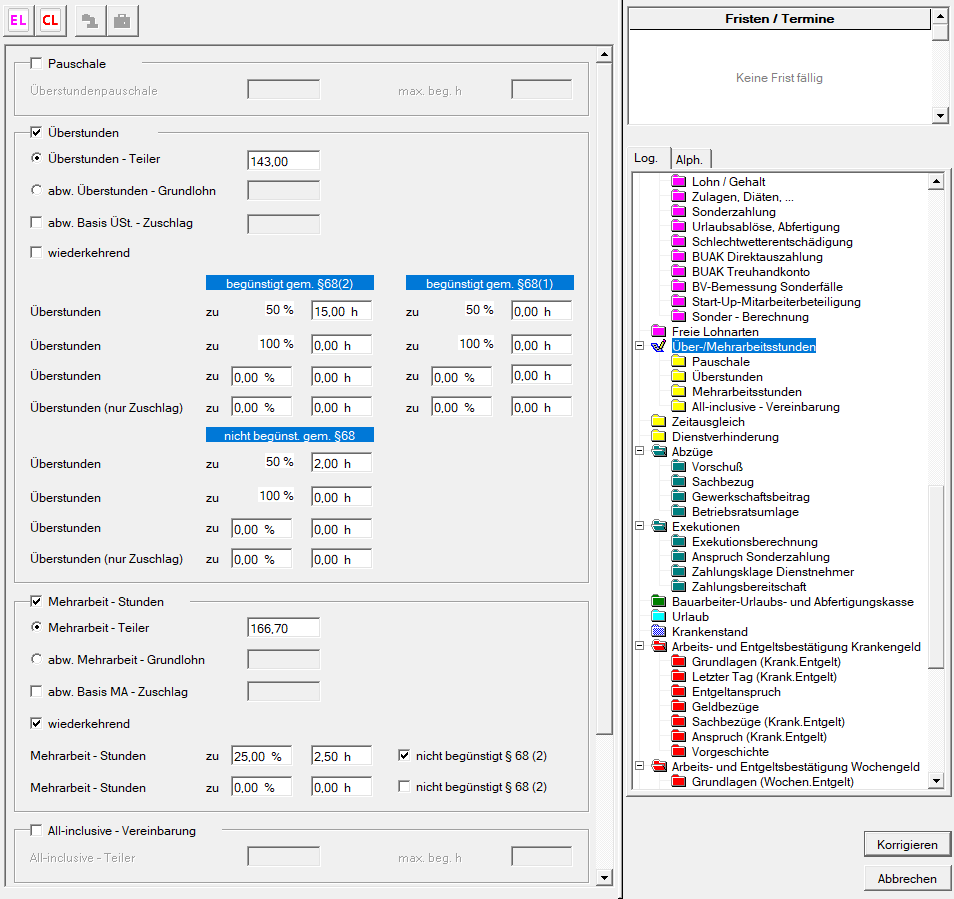 EL CL
Pauschale
Überstundenpauschale max. beg. h
Überstunden
Überstunden - Teiler 143,00
abw. Überstunden - Grundlohn
abw. Basis ÜSt. - Zuschlag
wiederkehrend
begünstigt gem. §68(2) begünstigt gem. §68(1)
Überstunden zu 50 % 15,00 h zu 50 % 0,00 h
Überstunden zu 100 % 0,00 h zu 100 % 0,00 h
Überstunden zu 0,00 % 0,00 h zu 0,00 % 0,00 h
Überstunden (nur Zuschlag) zu 0,00 % 0,00 h zu 0,00 % 0,00 h
nicht begünst. gem. §68
Überstunden zu 50 % 2,00 h
Überstunden zu 100 % 0,00 h
Überstunden zu 0,00 % 0,00 h
Überstunden (nur Zuschlag) zu 0,00 % 0,00 h
Mehrarbeit - Stunden
Mehrarbeit - Teiler 166,70
abw. Mehrarbeit - Grundlohn
abw. Basis MA - Zuschlag
wiederkehrend
Mehrarbeit - Stunden zu 25,00 % 2,50 h nicht begünstigt § 68 (2)
Mehrarbeit - Stunden zu 0,00 % 0,00 h nicht begünstigt § 68 (2)
All-inclusive - Vereinbarung
All-inclusive - Teiler max. beg. h
Fristen / Termine
Keine Frist fällig
Log. Alph.
Lohn / Gehalt
Zulagen, Diäten, ...
Sonderzahlung
Urlaubsablöse, Abfertigung
Schlechtwetterentschädigung
BUAK Direktauszahlung
BUAK Treuhandkonto
BV-Bemessung Sonderfälle
Start-Up-Mitarbeiterbeteiligung
Sonder - Berechnung
Freie Lohnarten
Über-/Mehrarbeitsstunden
Pauschale
Überstunden
Mehrarbeitsstunden
All-inclusive - Vereinbarung
Zeitausgleich
Dienstverhinderung
Abzüge
Vorschuß
Sachbezug
Gewerkschaftsbeitrag
Betriebsratsumlage
Exekutionen
Exekutionsberechnung
Anspruch Sonderzahlung
Zahlungsklage Dienstnehmer
Zahlungsbereitschaft
Bauarbeiter-Urlaubs- und Abfertigungskasse
Urlaub
Krankenstand
Arbeits- und Entgeltsbestätigung Krankengeld
Grundlagen (Krank.Entgelt)
Letzter Tag (Krank.Entgelt)
Entgeltanspruch
Geldbezüge
Sachbezüge (Krank.Entgelt)
Anspruch (Krank.Entgelt)
Vorgeschichte
Arbeits- und Entgeltsbestätigung Wochengeld
Grundlagen (Wochen.Entgelt)
Korrigieren
Abbrechen